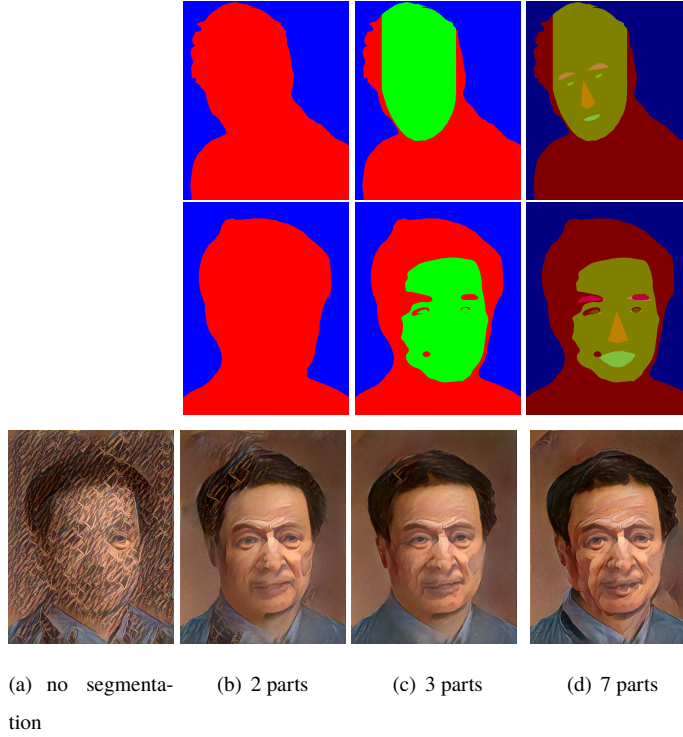 (a) no segmenta-
tion
(b) 2 parts
(c) 3 parts
(d) 7 parts